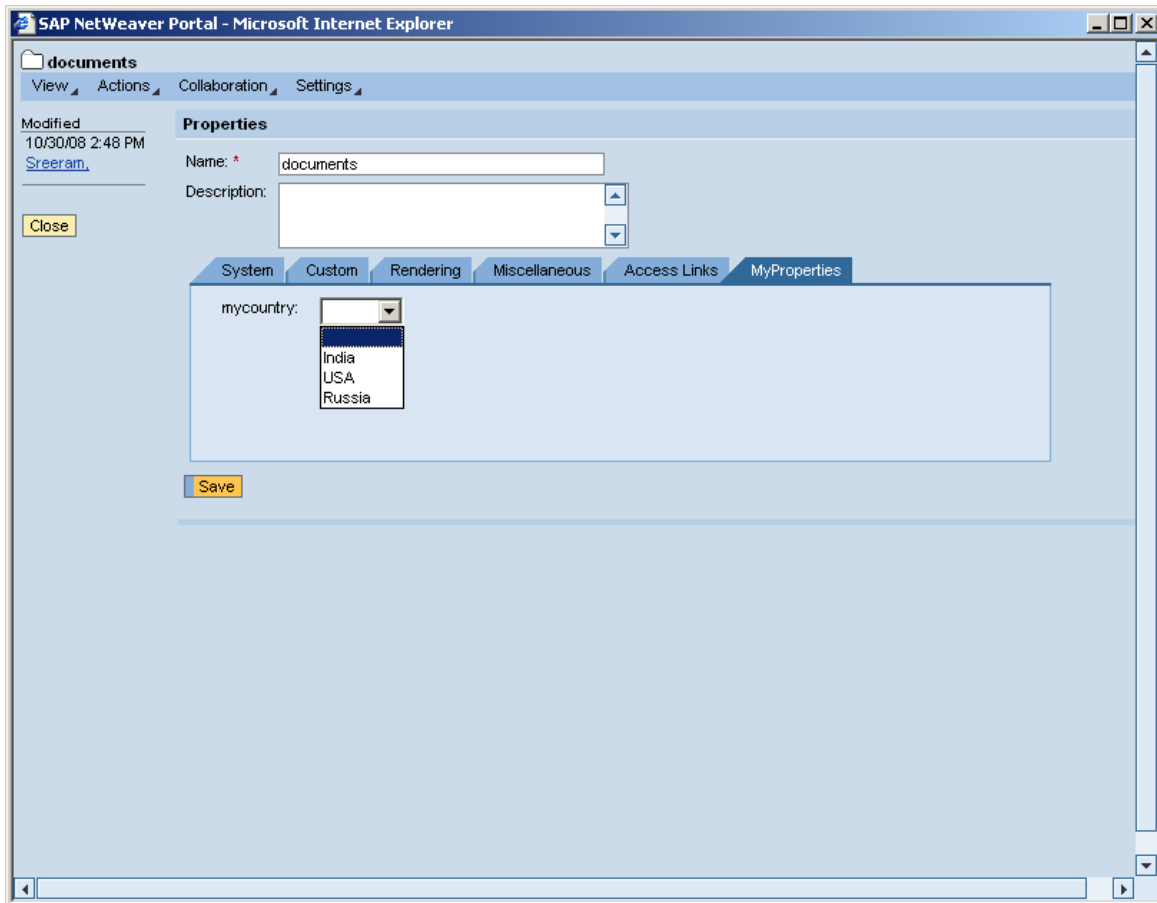 SAP NetWeaver Portal - Microsoft Internet Explorer
documents
View Actions Collaboration Settings
Modified
10/30/08 2:48 PM
Sreeram,
Close
Properties
Name: *
documents
Description:
System Custom Rendering Miscellaneous Access Links MyProperties
mycountry:
India
USA
Russia
Save